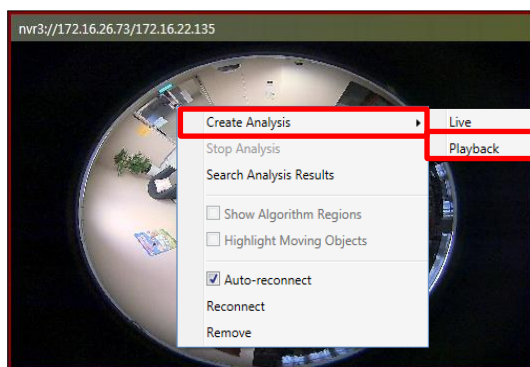 nvr3://172.16.26.73/172.16.22.135
Create Analysis
Live
Stop Analysis
Playback
Search Analysis Results
Show Algorithm Regions
Highlight Moving Objects
Auto-reconnect
Reconnect
Remove